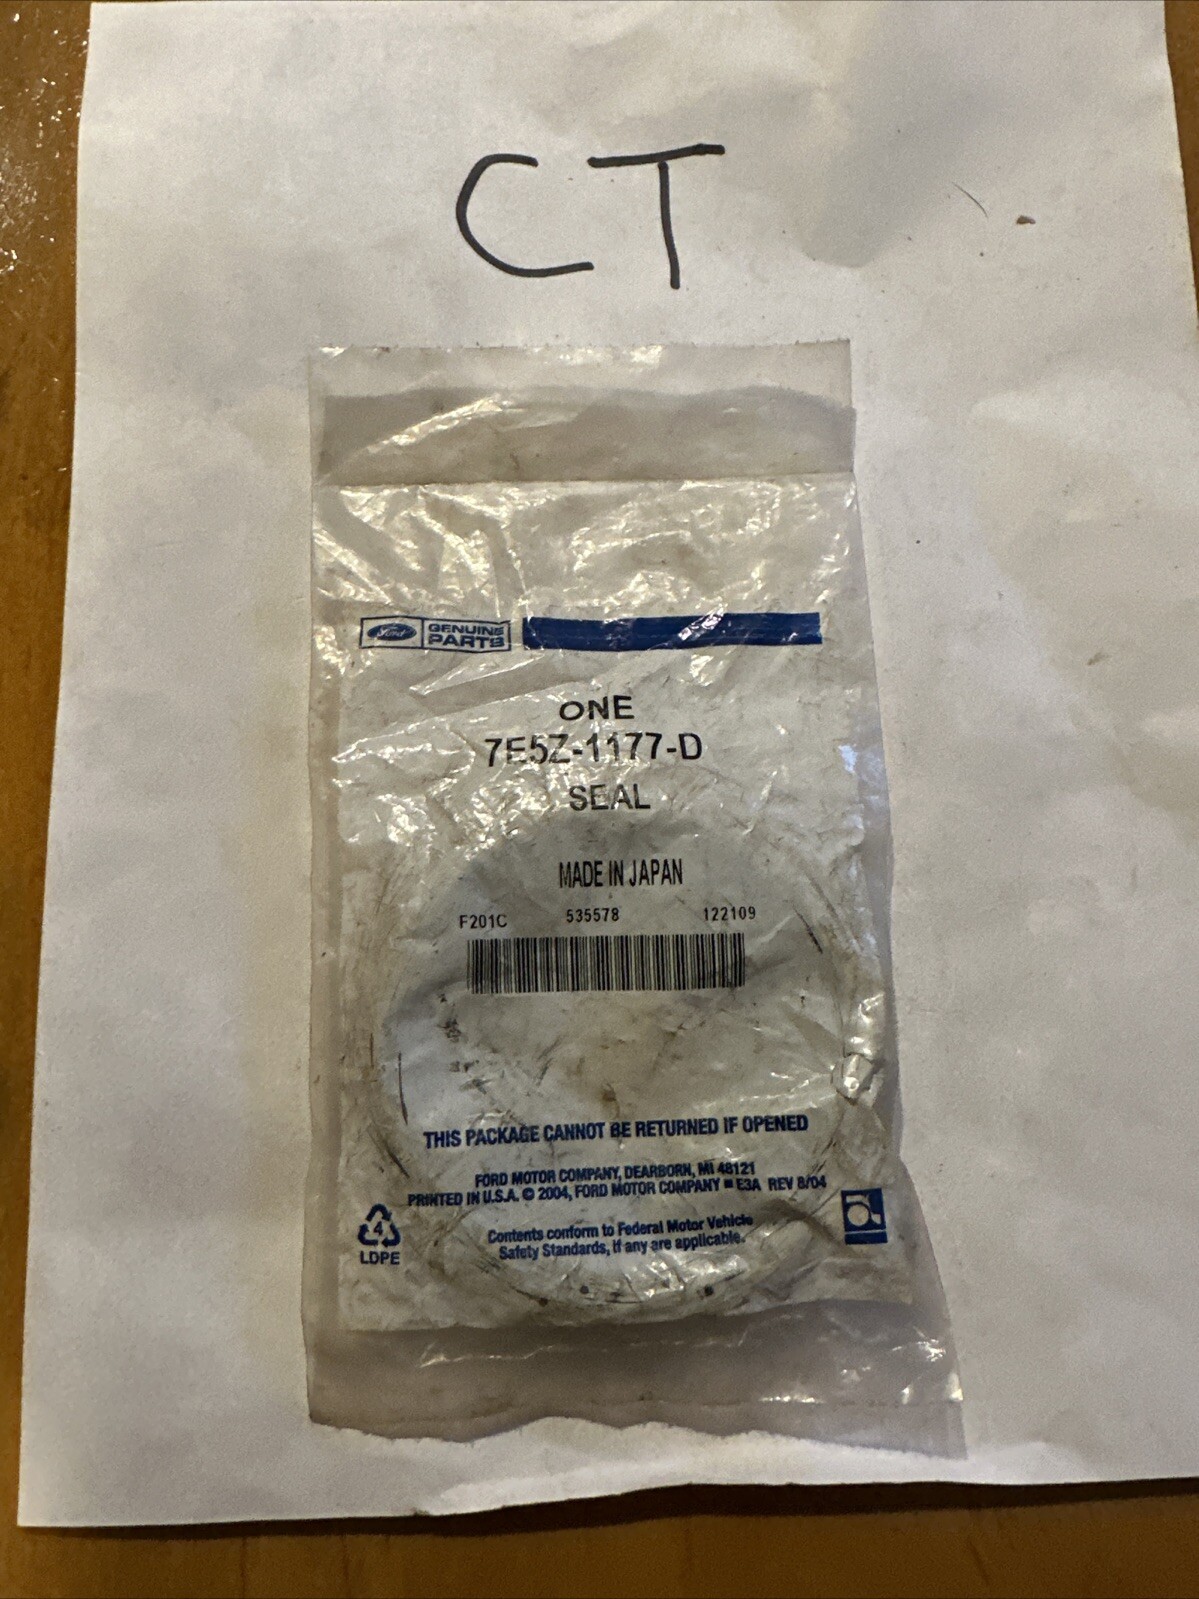 CT
Ford GENUINE PARTS
ONE
7E5Z-1177-D
SEAL
MADE IN JAPAN
F201C 535578 122109
THIS PACKAGE CANNOT BE RETURNED IF OPENED
FORD MOTOR COMPANY, DEARBORN, MI 48121
PRINTED IN U.S.A. © 2004, FORD MOTOR COMPANY ■ E3A REV 8/04
Contents conform to Federal Motor Vehicle
Safety Standards, if any are applicable.
4
LDPE